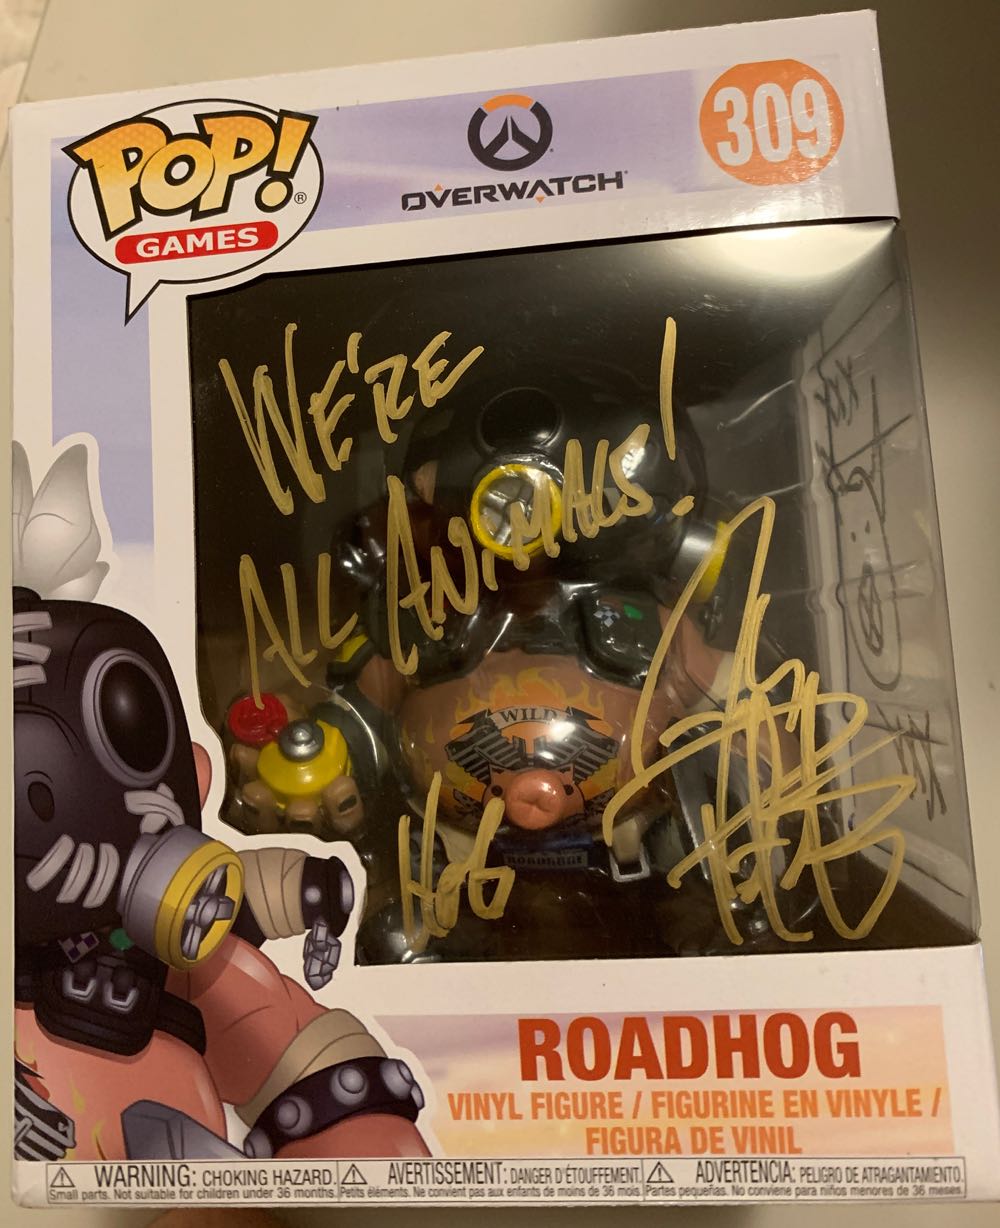 POP!®
GAMES
OVERWATCH
309
WE'RE
ALL ANIMALS!
WILD
HOG
ROADHOG
ROADHOG
VINYL FIGURE / FIGURINE EN VINYLE /
FIGURA DE VINIL
WARNING: CHOKING HAZARD.
Small parts. Not suitable for children under 36 months.
AVERTISSEMENT: DANGER D'ÉTOUFFEMENT.
Petits éléments. Ne convient pas aux enfants de moins de 36 mois.
ADVERTENCIA: PELIGRO DE ATRAGANTAMIENTO.
Partes pequeñas. No conviene para niños menores de 36 meses.